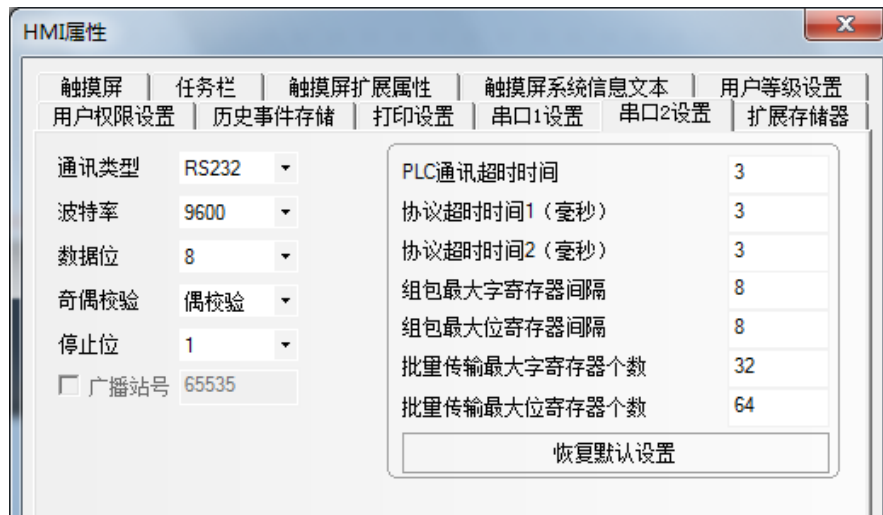 HMI属性
触摸屏 任务栏 触摸屏扩展属性 触摸屏系统信息文本 用户等级设置
用户权限设置 历史事件存储 打印设置 串口1设置 串口2设置 扩展存储器
通讯类型 RS232
波特率 9600
数据位 8
奇偶校验 偶校验
停止位 1
广播站号 65535
PLC通讯超时时间 3
协议超时时间1（毫秒） 3
协议超时时间2（毫秒） 3
组包最大字寄存器间隔 8
组包最大位寄存器间隔 8
批量传输最大字寄存器个数 32
批量传输最大位寄存器个数 64
恢复默认设置